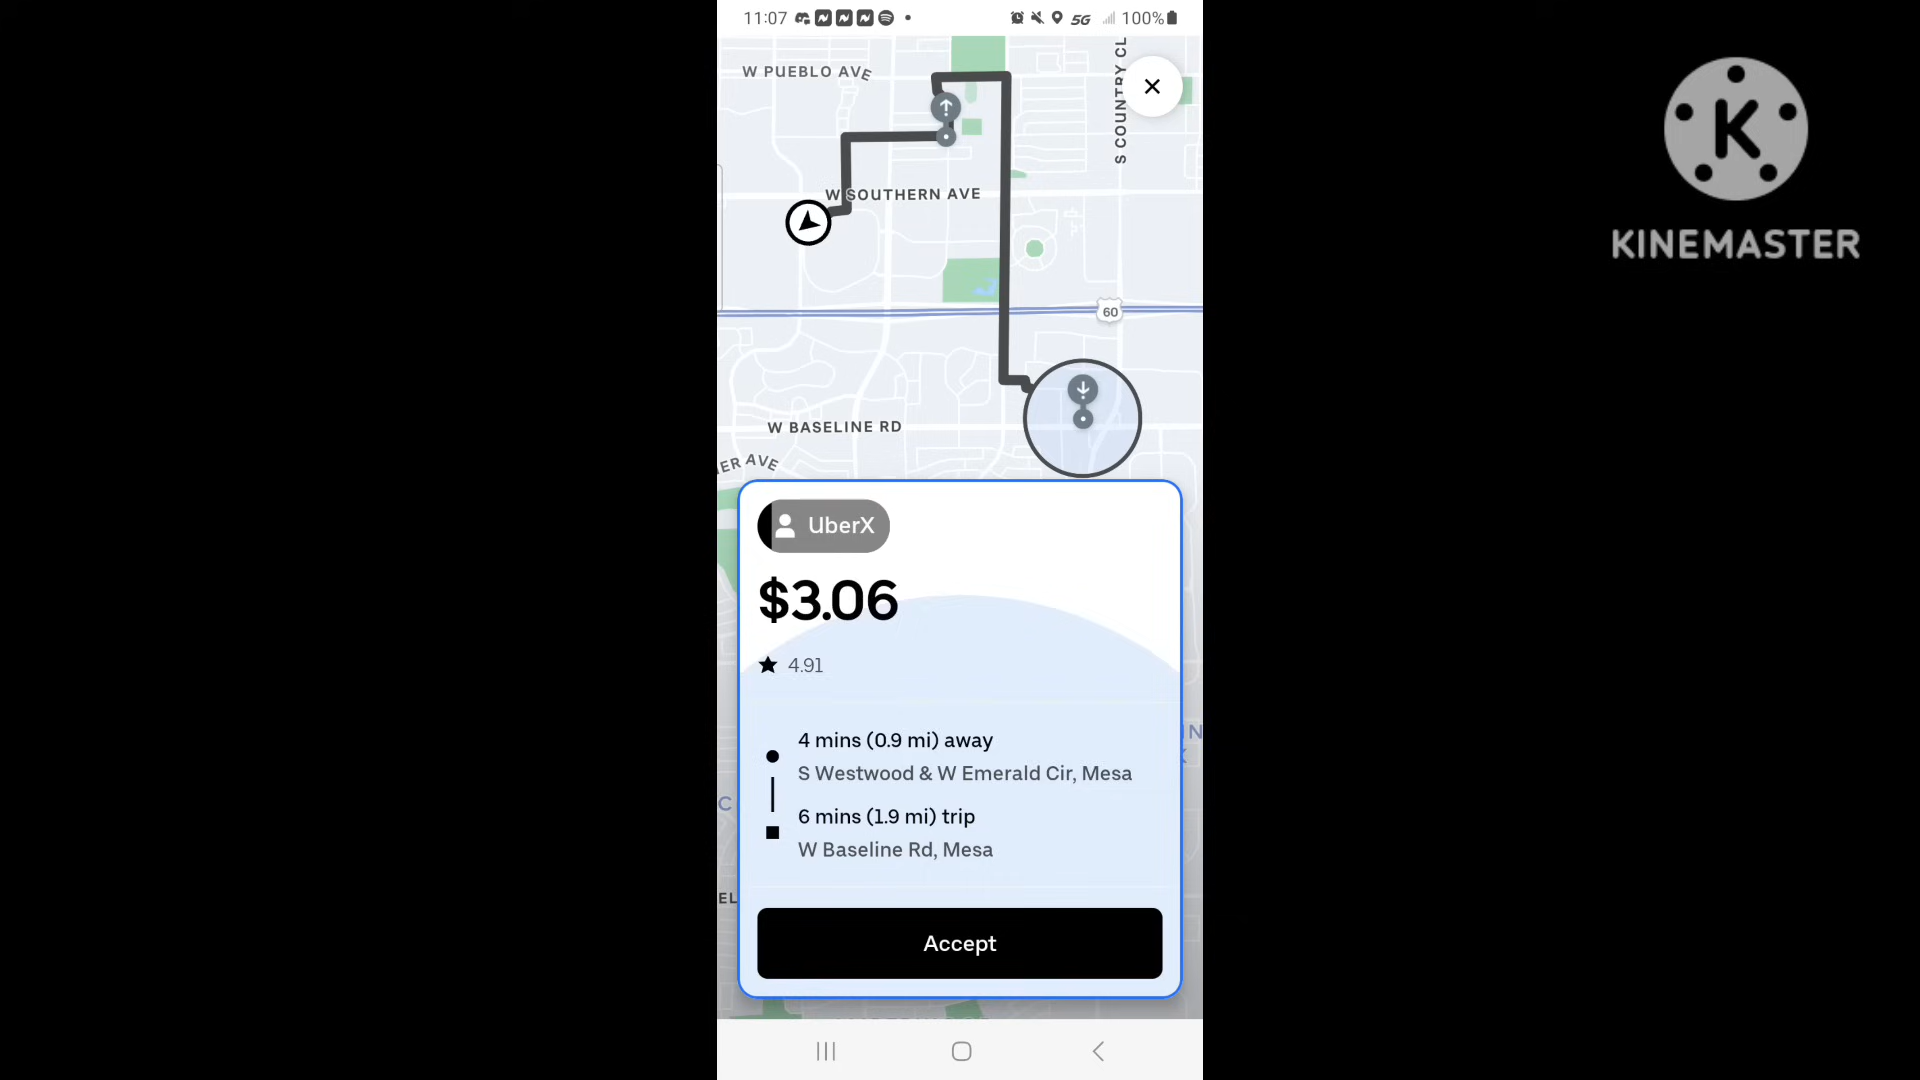 11:07
5G
100%
W PUEBLO AVE
S COUNTRY CL
W SOUTHERN AVE
60
W BASELINE RD
ER AVE
UberX
$3.06
4.91
4 mins (0.9 mi) away
S Westwood & W Emerald Cir, Mesa
6 mins (1.9 mi) trip
W Baseline Rd, Mesa
EL
Accept
K
KINEMASTER